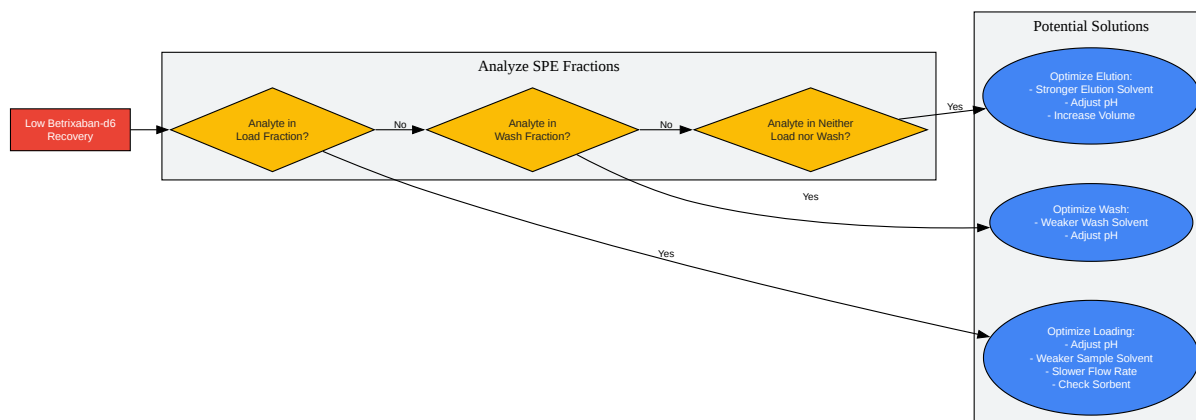 Potential Solutions
Analyze SPE Fractions
Low Betrixaban-d6
Recovery
Analyte in
Load Fraction?
No
Analyte in
Wash Fraction?
No
Analyte in Neither
Load nor Wash?
Yes
Optimize Elution:
- Stronger Elution Solvent
- Adjust pH
- Increase Volume
Yes
Optimize Wash:
- Weaker Wash Solvent
- Adjust pH
Yes
Optimize Loading:
- Adjust pH
- Weaker Sample Solvent
- Slower Flow Rate
- Check Sorbent